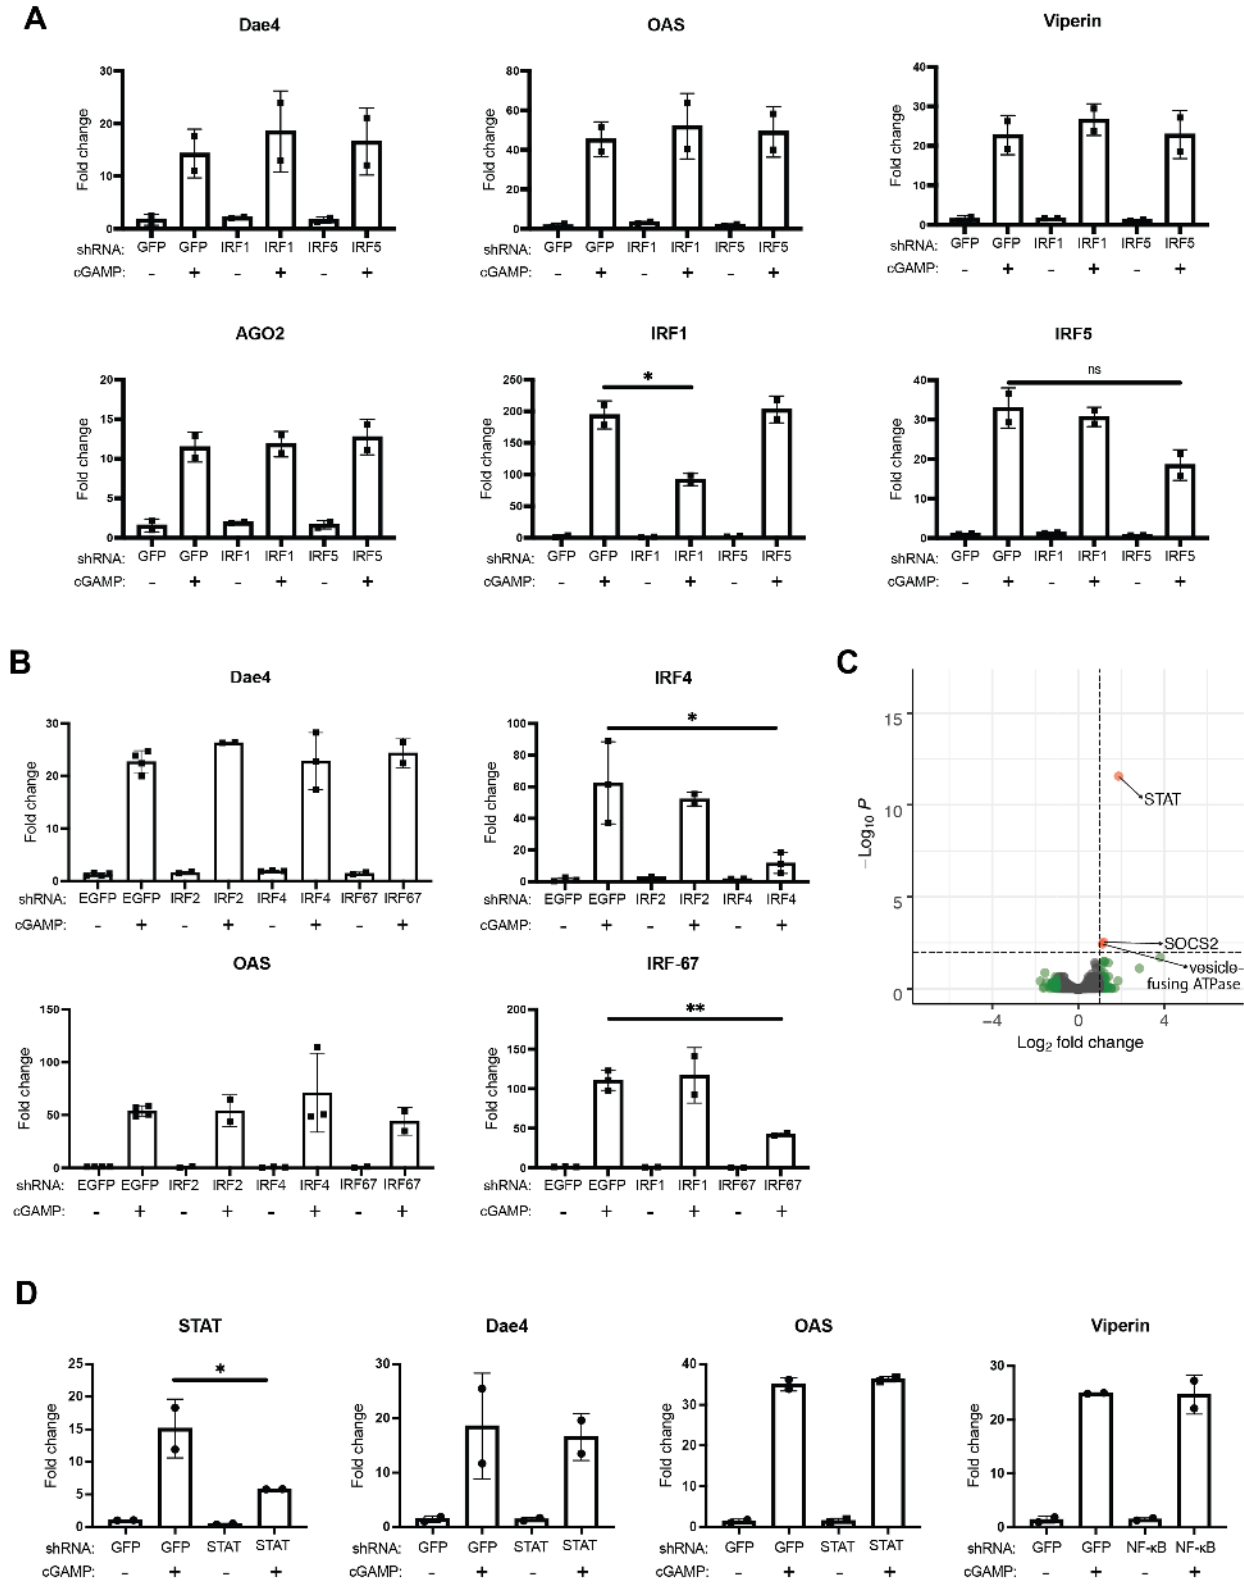 A
Dae4
OAS
Viperin
Fold change
30
20
10
0
Fold change
80
60
40
20
0
Fold change
40
30
20
10
0
shRNA: GFP GFP IRF1 IRF1 IRF5 IRF5
cGAMP: - + - + - +
shRNA: GFP GFP IRF1 IRF1 IRF5 IRF5
cGAMP: - + - + - +
shRNA: GFP GFP IRF1 IRF1 IRF5 IRF5
cGAMP: - + - + - +
AGO2
IRF1
IRF5
Fold change
20
15
10
5
0
Fold change
250
200
150
100
50
0
*
Fold change
40
30
20
10
0
ns
shRNA: GFP GFP IRF1 IRF1 IRF5 IRF5
cGAMP: - + - + - +
shRNA: GFP GFP IRF1 IRF1 IRF5 IRF5
cGAMP: - + - + - +
shRNA: GFP GFP IRF1 IRF1 IRF5 IRF5
cGAMP: - + - + - +
B
Dae4
Fold change
30
20
10
0
shRNA: EGFP EGFP IRF2 IRF2 IRF4 IRF4 IRF67 IRF67
cGAMP: - + - + - + - +
IRF4
*
Fold change
100
80
60
40
20
0
shRNA: EGFP EGFP IRF2 IRF2 IRF4 IRF4
cGAMP: - + - + - +
OAS
Fold change
150
100
50
0
shRNA: EGFP EGFP IRF2 IRF2 IRF4 IRF4 IRF67 IRF67
cGAMP: - + - + - + - +
IRF-67
**
Fold change
200
150
100
50
0
shRNA: EGFP EGFP IRF1 IRF1 IRF67 IRF67
cGAMP: - + - + - +
C
−Log10 P
15
10
5
0
STAT
SOCS2
vesicle-
fusing ATPase
−4 0 4
Log2 fold change
D
STAT
*
Fold change
25
20
15
10
5
0
shRNA: GFP GFP STAT STAT
cGAMP: - + - +
Dae4
Fold change
30
20
10
0
shRNA: GFP GFP STAT STAT
cGAMP: - + - +
OAS
Fold change
40
30
20
10
0
shRNA: GFP GFP STAT STAT
cGAMP: - + - +
Viperin
Fold change
30
20
10
0
shRNA: GFP GFP NF-κB NF-κB
cGAMP: - + - +